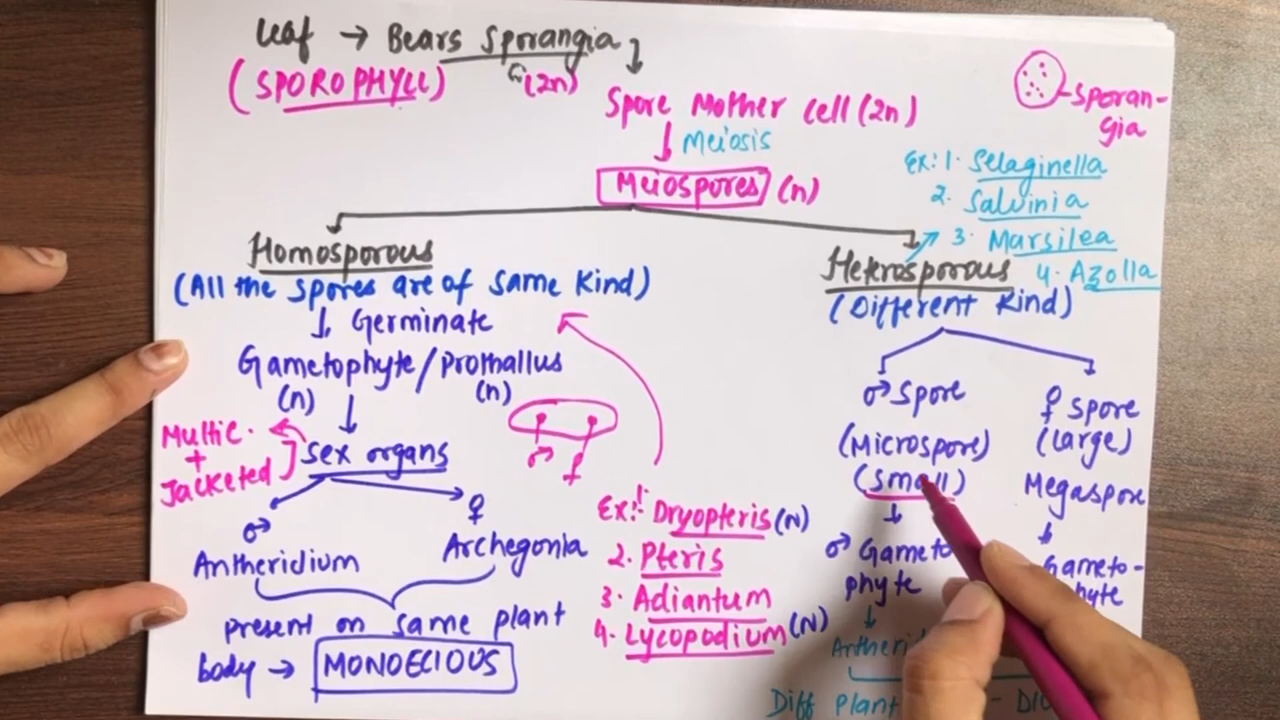 Leaf → Bears Sporangia
(SPOROPHYLL) (2n)
Spore Mother cell (2n)
↓ Meiosis
Meiospores (n)
Sporan-
gia
Ex: 1. Selaginella
2. Salvinia
3. Marsilea
4. Azolla
Homosporous
(All the spores are of same kind)
↓ Germinate
Gametophyte/Prothallus
(n) (n)
Multic.
+
Jacketed
Sex organs
♂ ♀
Antheridium Archegonia
present on same plant
body → MONOECIOUS
♂ ♀
Ex:- 1. Dryopteris (N)
2. Pteris
3. Adiantum
4. Lycopodium (N)
Heterosporous
(Different kind)
♂ Spore
(Microspore)
(Small)
♂ Gameto
phyte
♀ Spore
(Large)
Megaspore
Gameto-
Diff plant